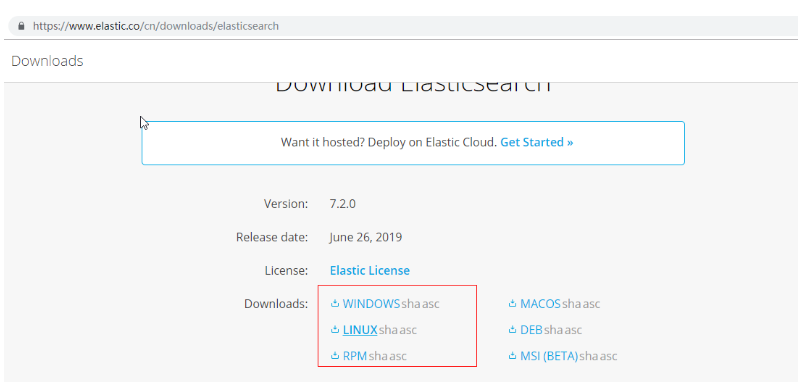 https://www.elastic.co/cn/downloads/elasticsearch
Downloads
Download Elasticsearch
Want it hosted? Deploy on Elastic Cloud. Get Started »
Version: 7.2.0
Release date: June 26, 2019
License: Elastic License
Downloads: WINDOWS sha asc MACOS sha asc
LINUX sha asc DEB sha asc
RPM sha asc MSI (BETA) sha asc